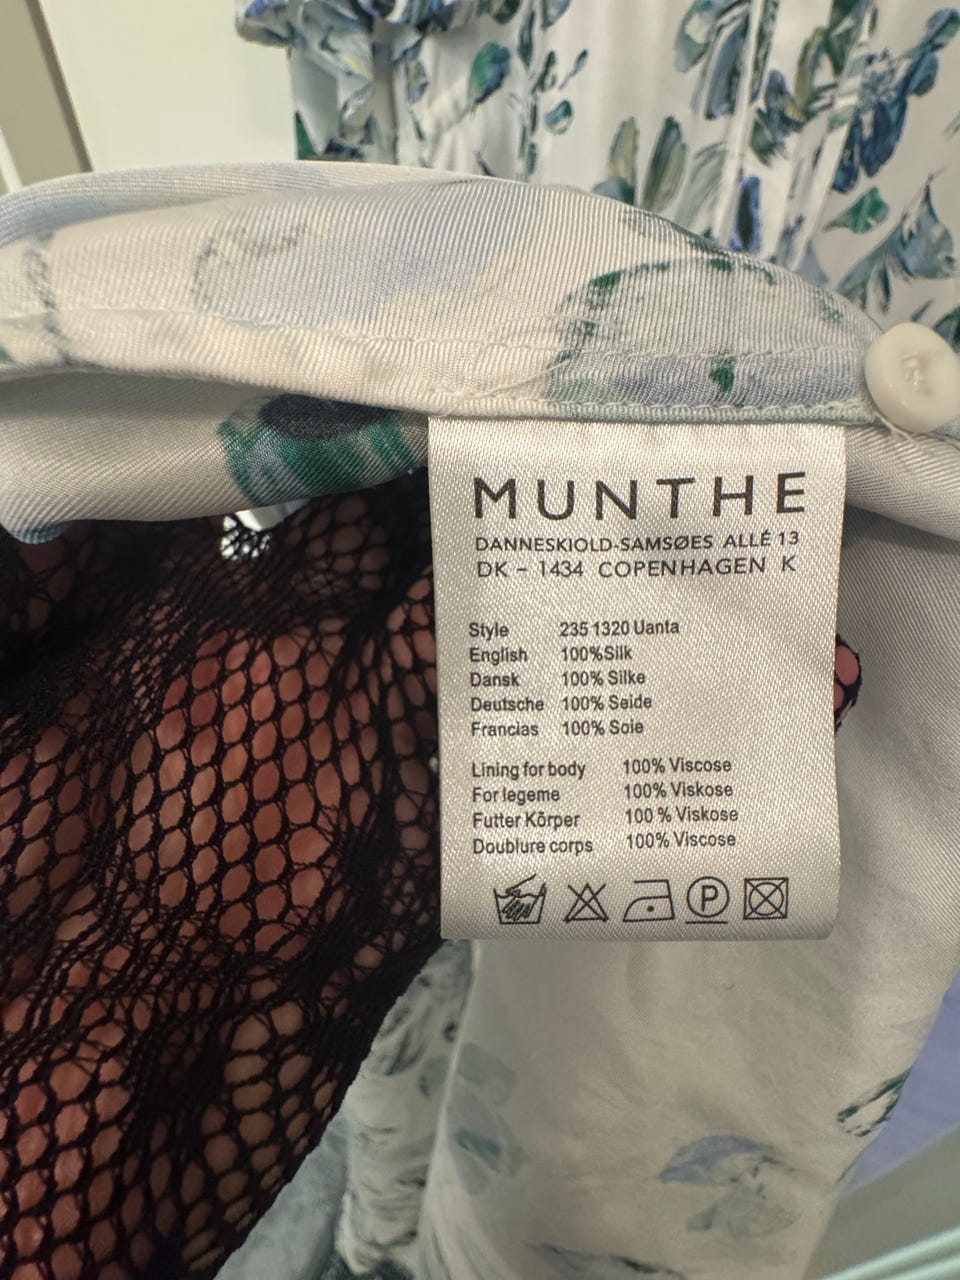 MUNTHE
DANNESKIOLD-SAMSØES ALLÉ 13
DK - 1434 COPENHAGEN K
Style 235 1320 Uanta
English 100%Silk
Dansk 100% Silke
Deutsche 100% Seide
Francias 100% Soie
Lining for body 100% Viscose
For legeme 100% Viskose
Futter Körper 100 % Viskose
Doublure corps 100% Viscose
P